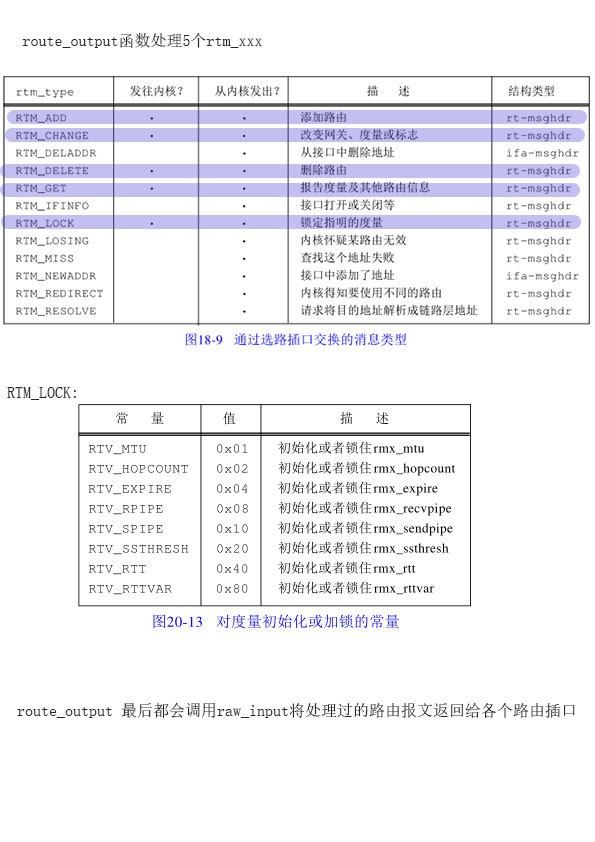 route_output函数处理5个rtm_xxx
rtm_type 发往内核？ 从内核发出？ 描 述 结构类型
RTM_ADD · · 添加路由 rt-msghdr
RTM_CHANGE · · 改变网关、度量或标志 rt-msghdr
RTM_DELADDR · 从接口中删除地址 ifa-msghdr
RTM_DELETE · · 删除路由 rt-msghdr
RTM_GET · · 报告度量及其他路由信息 rt-msghdr
RTM_IFINFO · 接口打开或关闭等 rt-msghdr
RTM_LOCK · · 锁定指明的度量 rt-msghdr
RTM_LOSING · 内核怀疑某路由无效 rt-msghdr
RTM_MISS · 查找这个地址失败 rt-msghdr
RTM_NEWADDR · 接口中添加了地址 ifa-msghdr
RTM_REDIRECT · 内核得知要使用不同的路由 rt-msghdr
RTM_RESOLVE · 请求将目的地址解析成链路层地址 rt-msghdr
图18-9 通过选路插口交换的消息类型
RTM_LOCK:
常 量 值 描 述
RTV_MTU 0x01 初始化或者锁住rmx_mtu
RTV_HOPCOUNT 0x02 初始化或者锁住rmx_hopcount
RTV_EXPIRE 0x04 初始化或者锁住rmx_expire
RTV_RPIPE 0x08 初始化或者锁住rmx_recvpipe
RTV_SPIPE 0x10 初始化或者锁住rmx_sendpipe
RTV_SSTHRESH 0x20 初始化或者锁住rmx_ssthresh
RTV_RTT 0x40 初始化或者锁住rmx_rtt
RTV_RTTVAR 0x80 初始化或者锁住rmx_rttvar
图20-13 对度量初始化或加锁的常量
route_output 最后都会调用raw_input将处理过的路由报文返回给各个路由插口